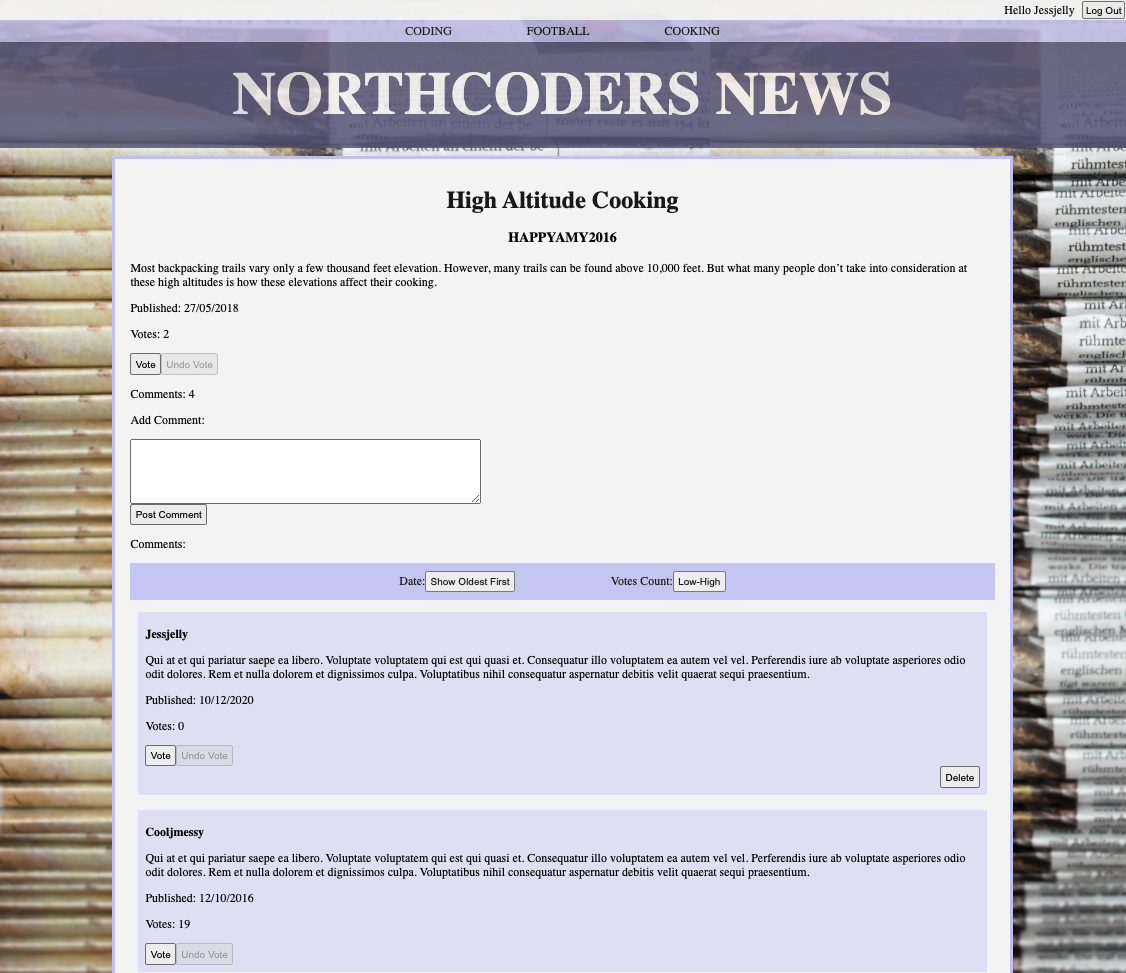 Hello Jessjelly Log Out
CODING FOOTBALL COOKING
NORTHCODERS NEWS
High Altitude Cooking
HAPPYAMY2016
Most backpacking trails vary only a few thousand feet elevation. However, many trails can be found above 10,000 feet. But what many people don't take into consideration at
these high altitudes is how these elevations affect their cooking.
Published: 27/05/2018
Votes: 2
Vote Undo Vote
Comments: 4
Add Comment:
Post Comment
Comments:
Date: Show Oldest First Votes Count: Low-High
Jessjelly
Qui at et qui pariatur saepe ea libero. Voluptate voluptatem qui est qui quasi et. Consequatur illo voluptatem ea autem vel vel. Perferendis iure ab voluptate asperiores odio
odit dolores. Rem et nulla dolorem et dignissimos culpa. Voluptatibus nihil consequatur aspernatur debitis velit quaerat sequi praesentium.
Published: 10/12/2020
Votes: 0
Vote Undo Vote
Delete
Cooljmessy
Qui at et qui pariatur saepe ea libero. Voluptate voluptatem qui est qui quasi et. Consequatur illo voluptatem ea autem vel vel. Perferendis iure ab voluptate asperiores odio
odit dolores. Rem et nulla dolorem et dignissimos culpa. Voluptatibus nihil consequatur aspernatur debitis velit quaerat sequi praesentium.
Published: 12/10/2016
Votes: 19
Vote Undo Vote